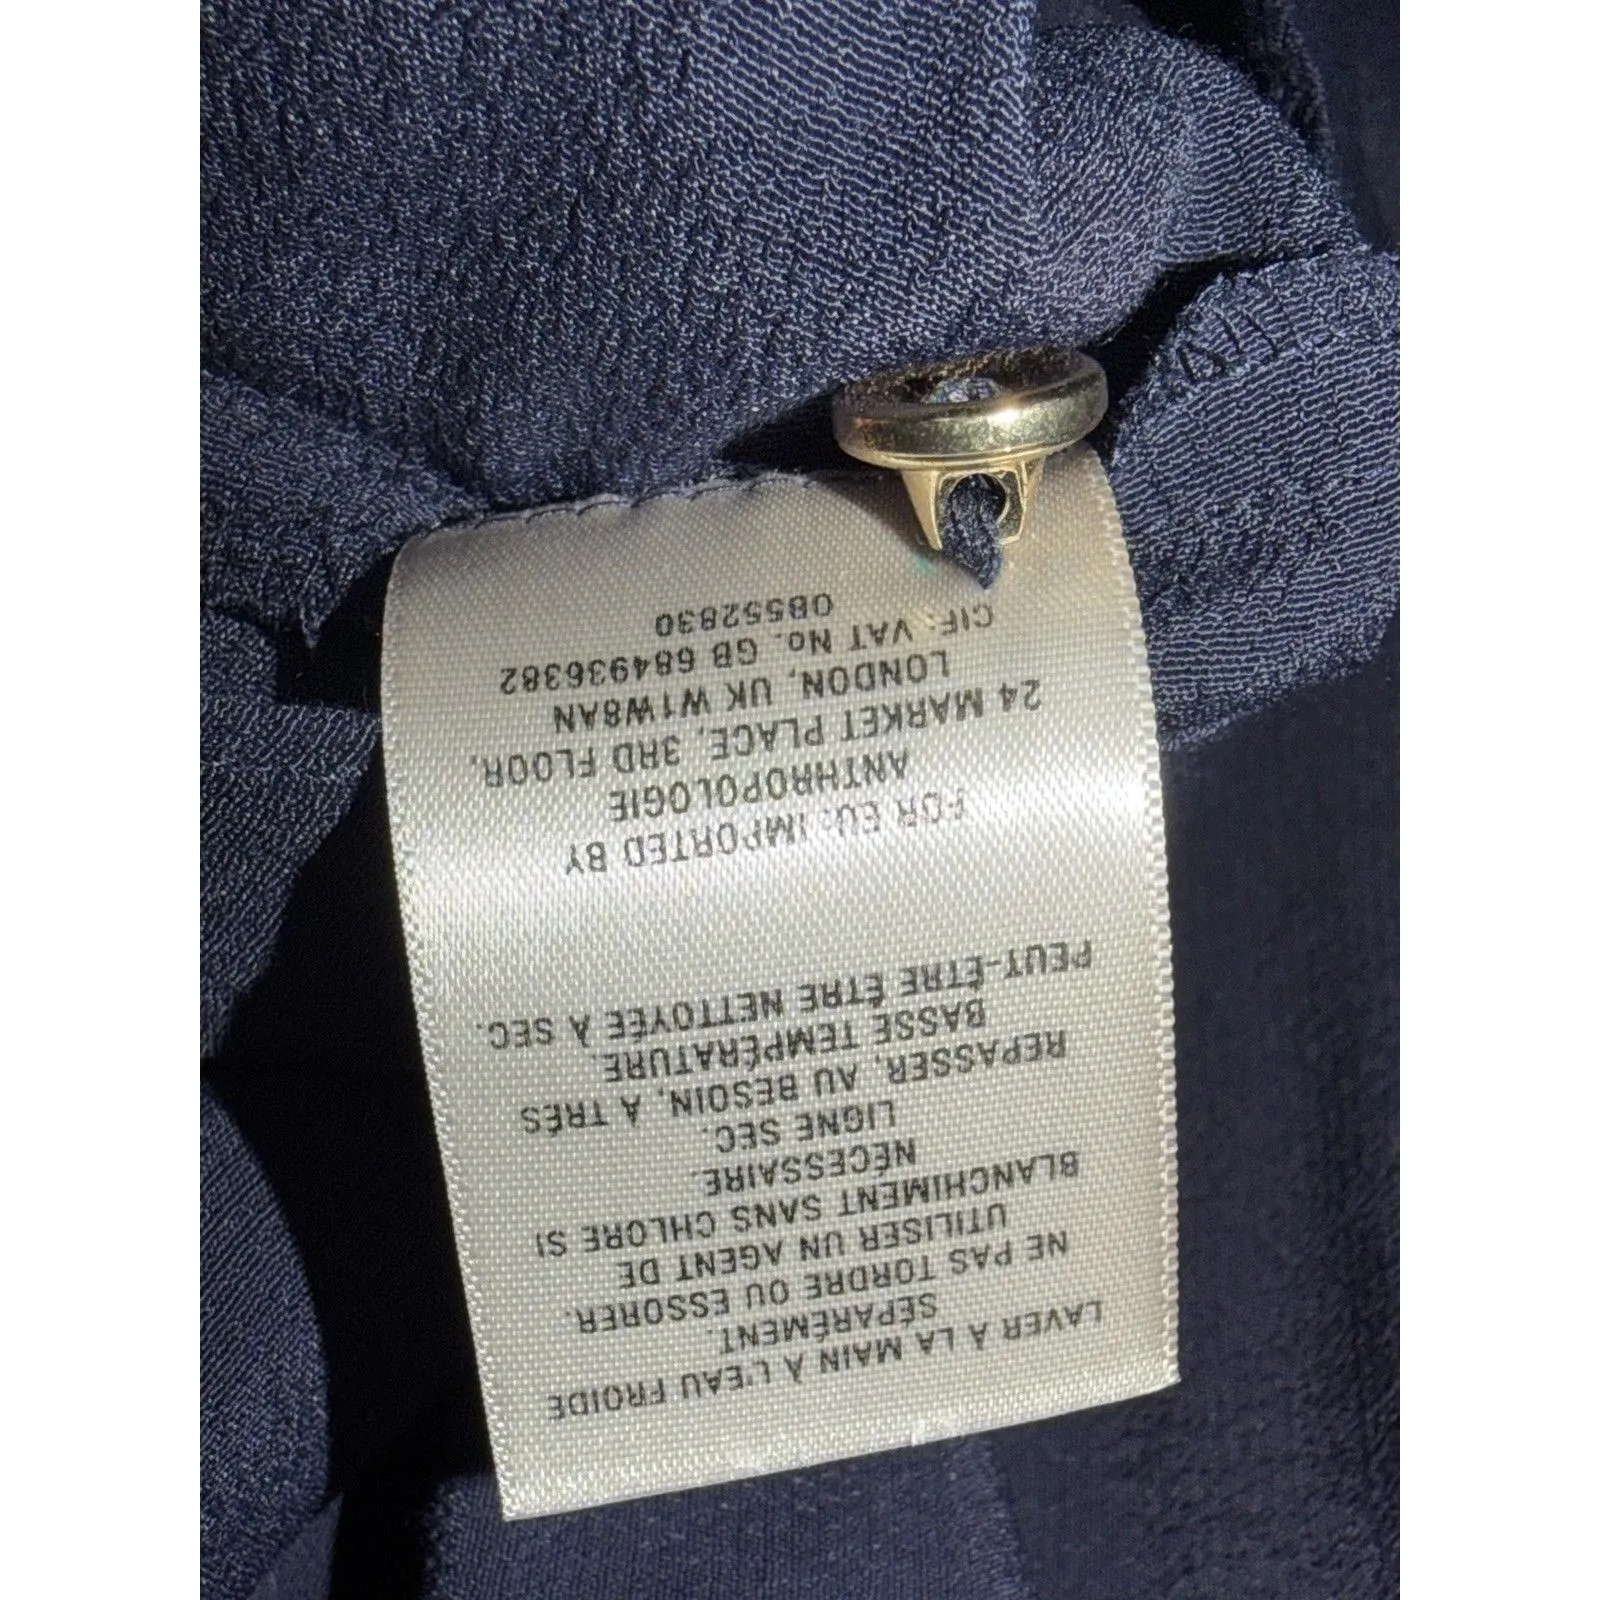 LAVER À LA MAIN À L'EAU FROIDE
SÉPARÉMENT.
NE PAS TORDRE OU ESSORER.
UTILISER UN AGENT DE
BLANCHIMENT SANS CHLORE SI
NÉCESSAIRE.
LIGNE SEC.
REPASSER, AU BESOIN, À TRÉS
BASSE TEMPÉRATURE.
PEUT-ÊTRE ÊTRE NETTOYÉE À SEC.
FOR EU: IMPORTED BY
ANTHROPOLOGIE
24 MARKET PLACE, 3RD FLOOR,
LONDON, UK W1W8AN
CIF: VAT No. GB 684936382
0B552830